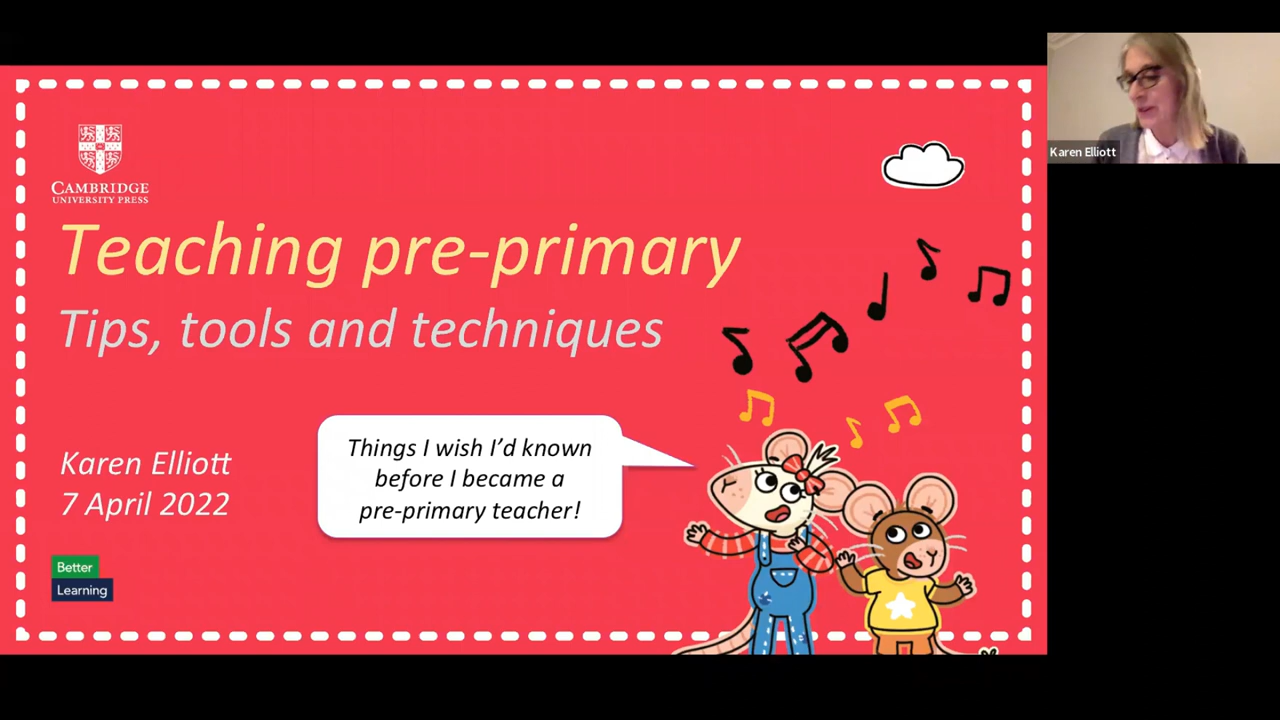 CAMBRIDGE
UNIVERSITY PRESS
Teaching pre-primary
Tips, tools and techniques
Karen Elliott
7 April 2022
Things I wish I'd known
before I became a
pre-primary teacher!
Better
Learning
Karen Elliott